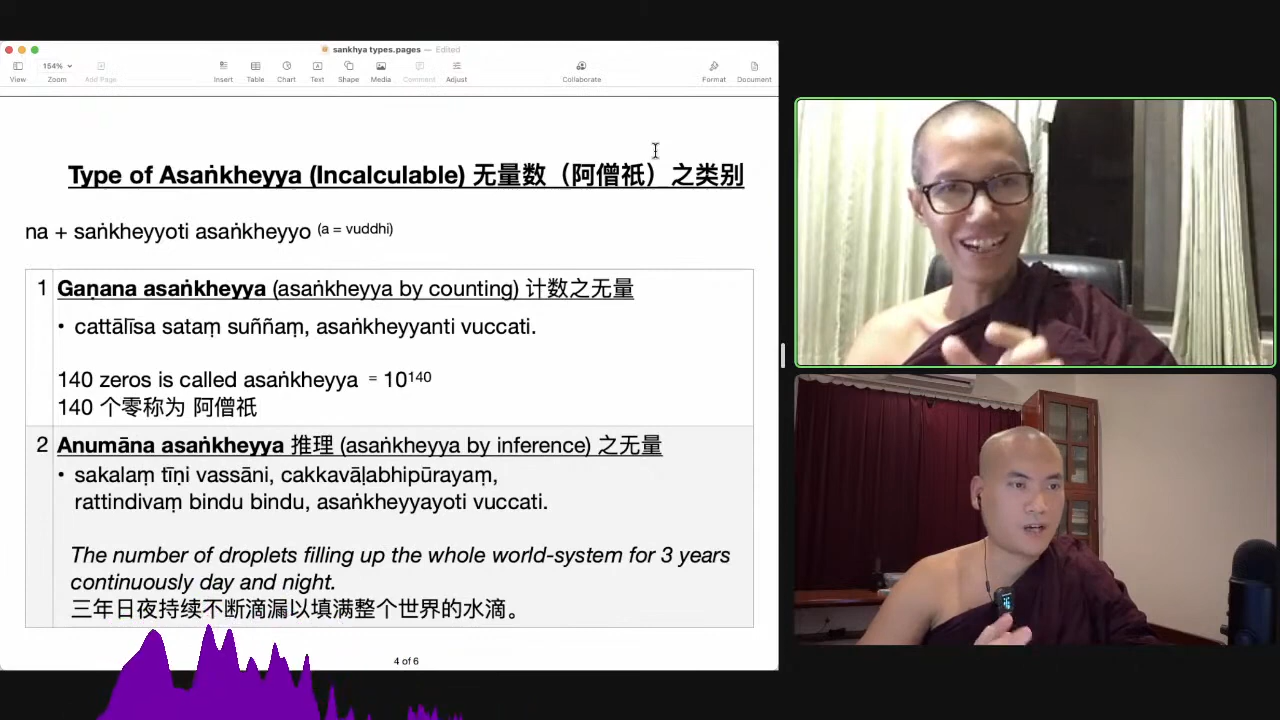 sankhya types.pages — Edited
154%
View
Zoom
Add Page
Insert
Table
Chart
Text
Shape
Media
Comment
Adjust
Collaborate
Format
Document
Type of Asaṅkheyya (Incalculable) 无量数（阿僧祇）之类别
na + saṅkheyyoti asaṅkheyyo (a = vuddhi)
1 Gaṇana asaṅkheyya (asaṅkheyya by counting) 计数之无量
• cattālīsa sataṃ suññaṃ, asaṅkheyyanti vuccati.
140 zeros is called asaṅkheyya = 10¹⁴⁰
140 个零称为 阿僧祇
2 Anumāna asaṅkheyya 推理 (asaṅkheyya by inference) 之无量
• sakalaṃ tīṇi vassāni, cakkavāḷabhipūrayaṃ,
rattindivaṃ bindu bindu, asaṅkheyyayoti vuccati.
The number of droplets filling up the whole world-system for 3 years
continuously day and night.
三年日夜持续不断滴漏以填满整个世界的水滴。
4 of 6